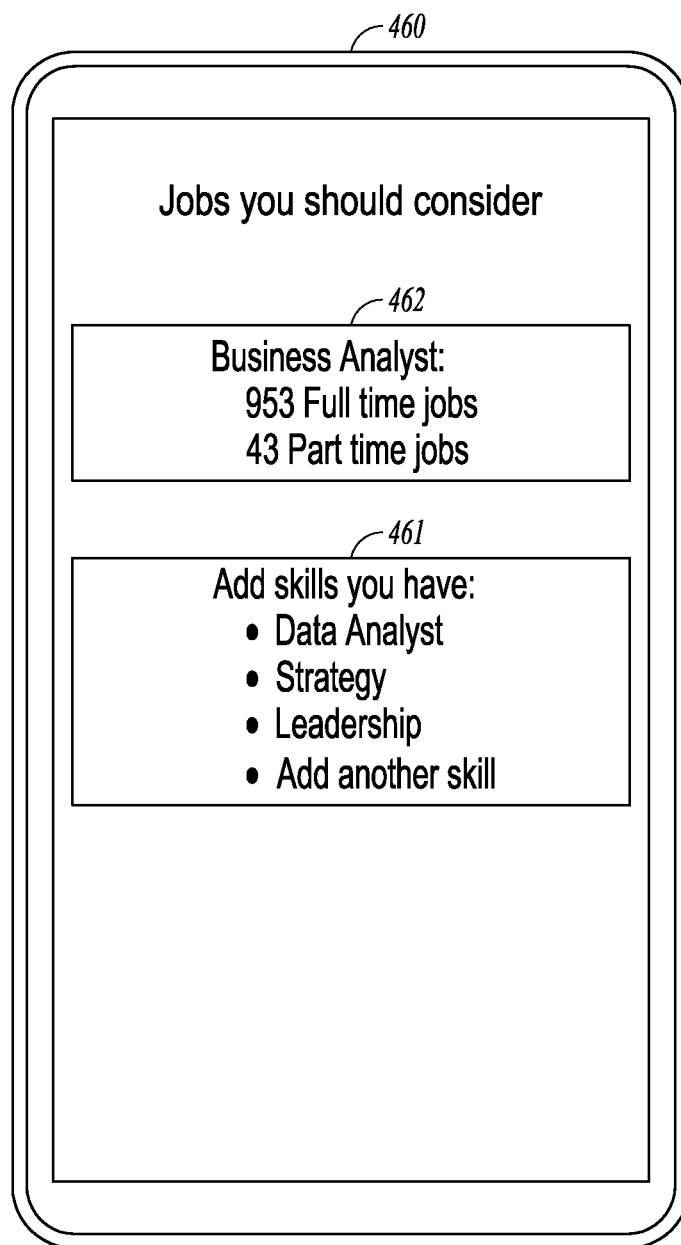 460
Jobs you should consider
462
Business Analyst:
953 Full time jobs
43 Part time jobs
461
Add skills you have:
• Data Analyst
• Strategy
• Leadership
• Add another skill